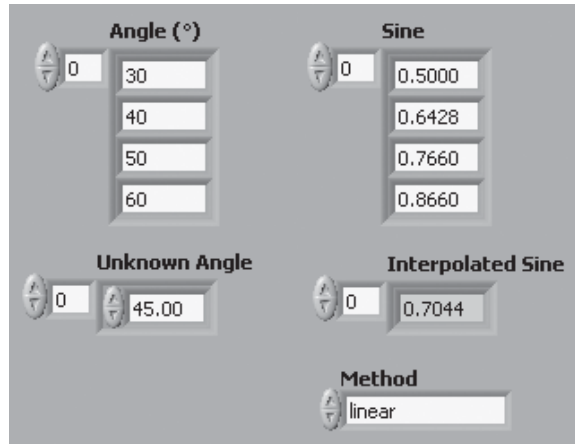 Angle (°)
Sine
0
30
40
50
60
0
0.5000
0.6428
0.7660
0.8660
Unknown Angle
Interpolated Sine
0
45.00
0
0.7044
Method
linear